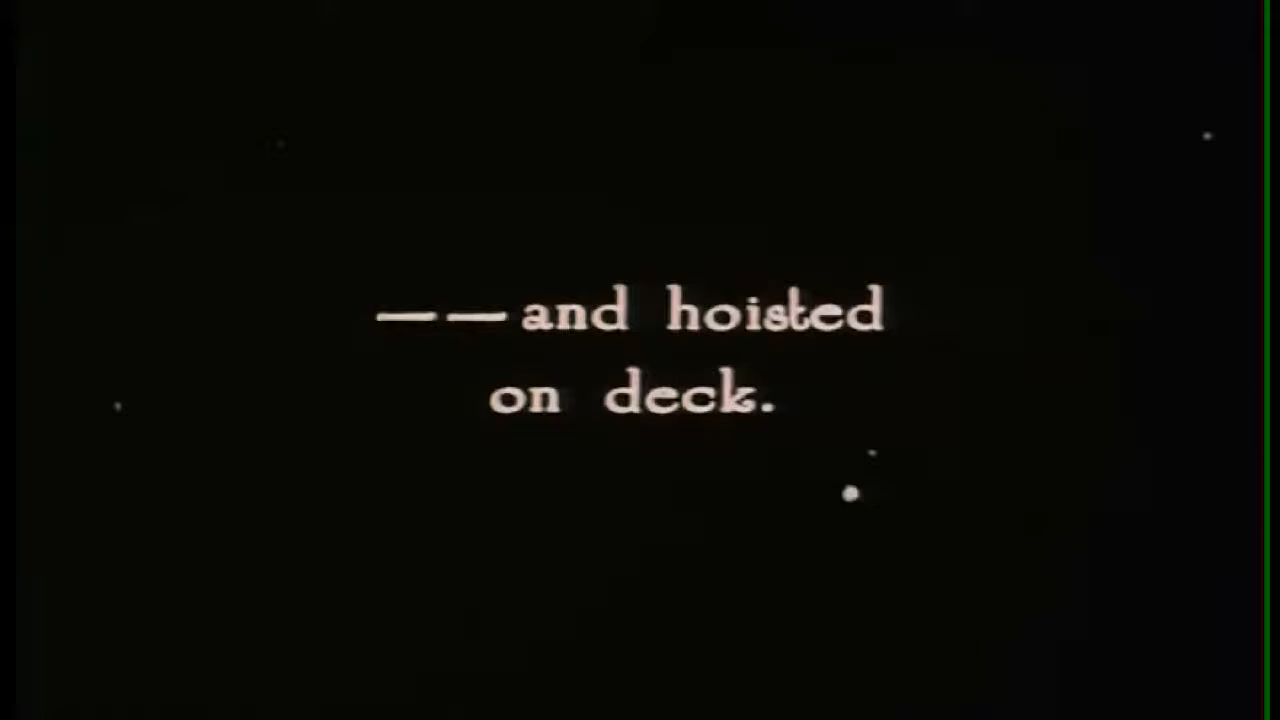 ——and hoisted
on deck.